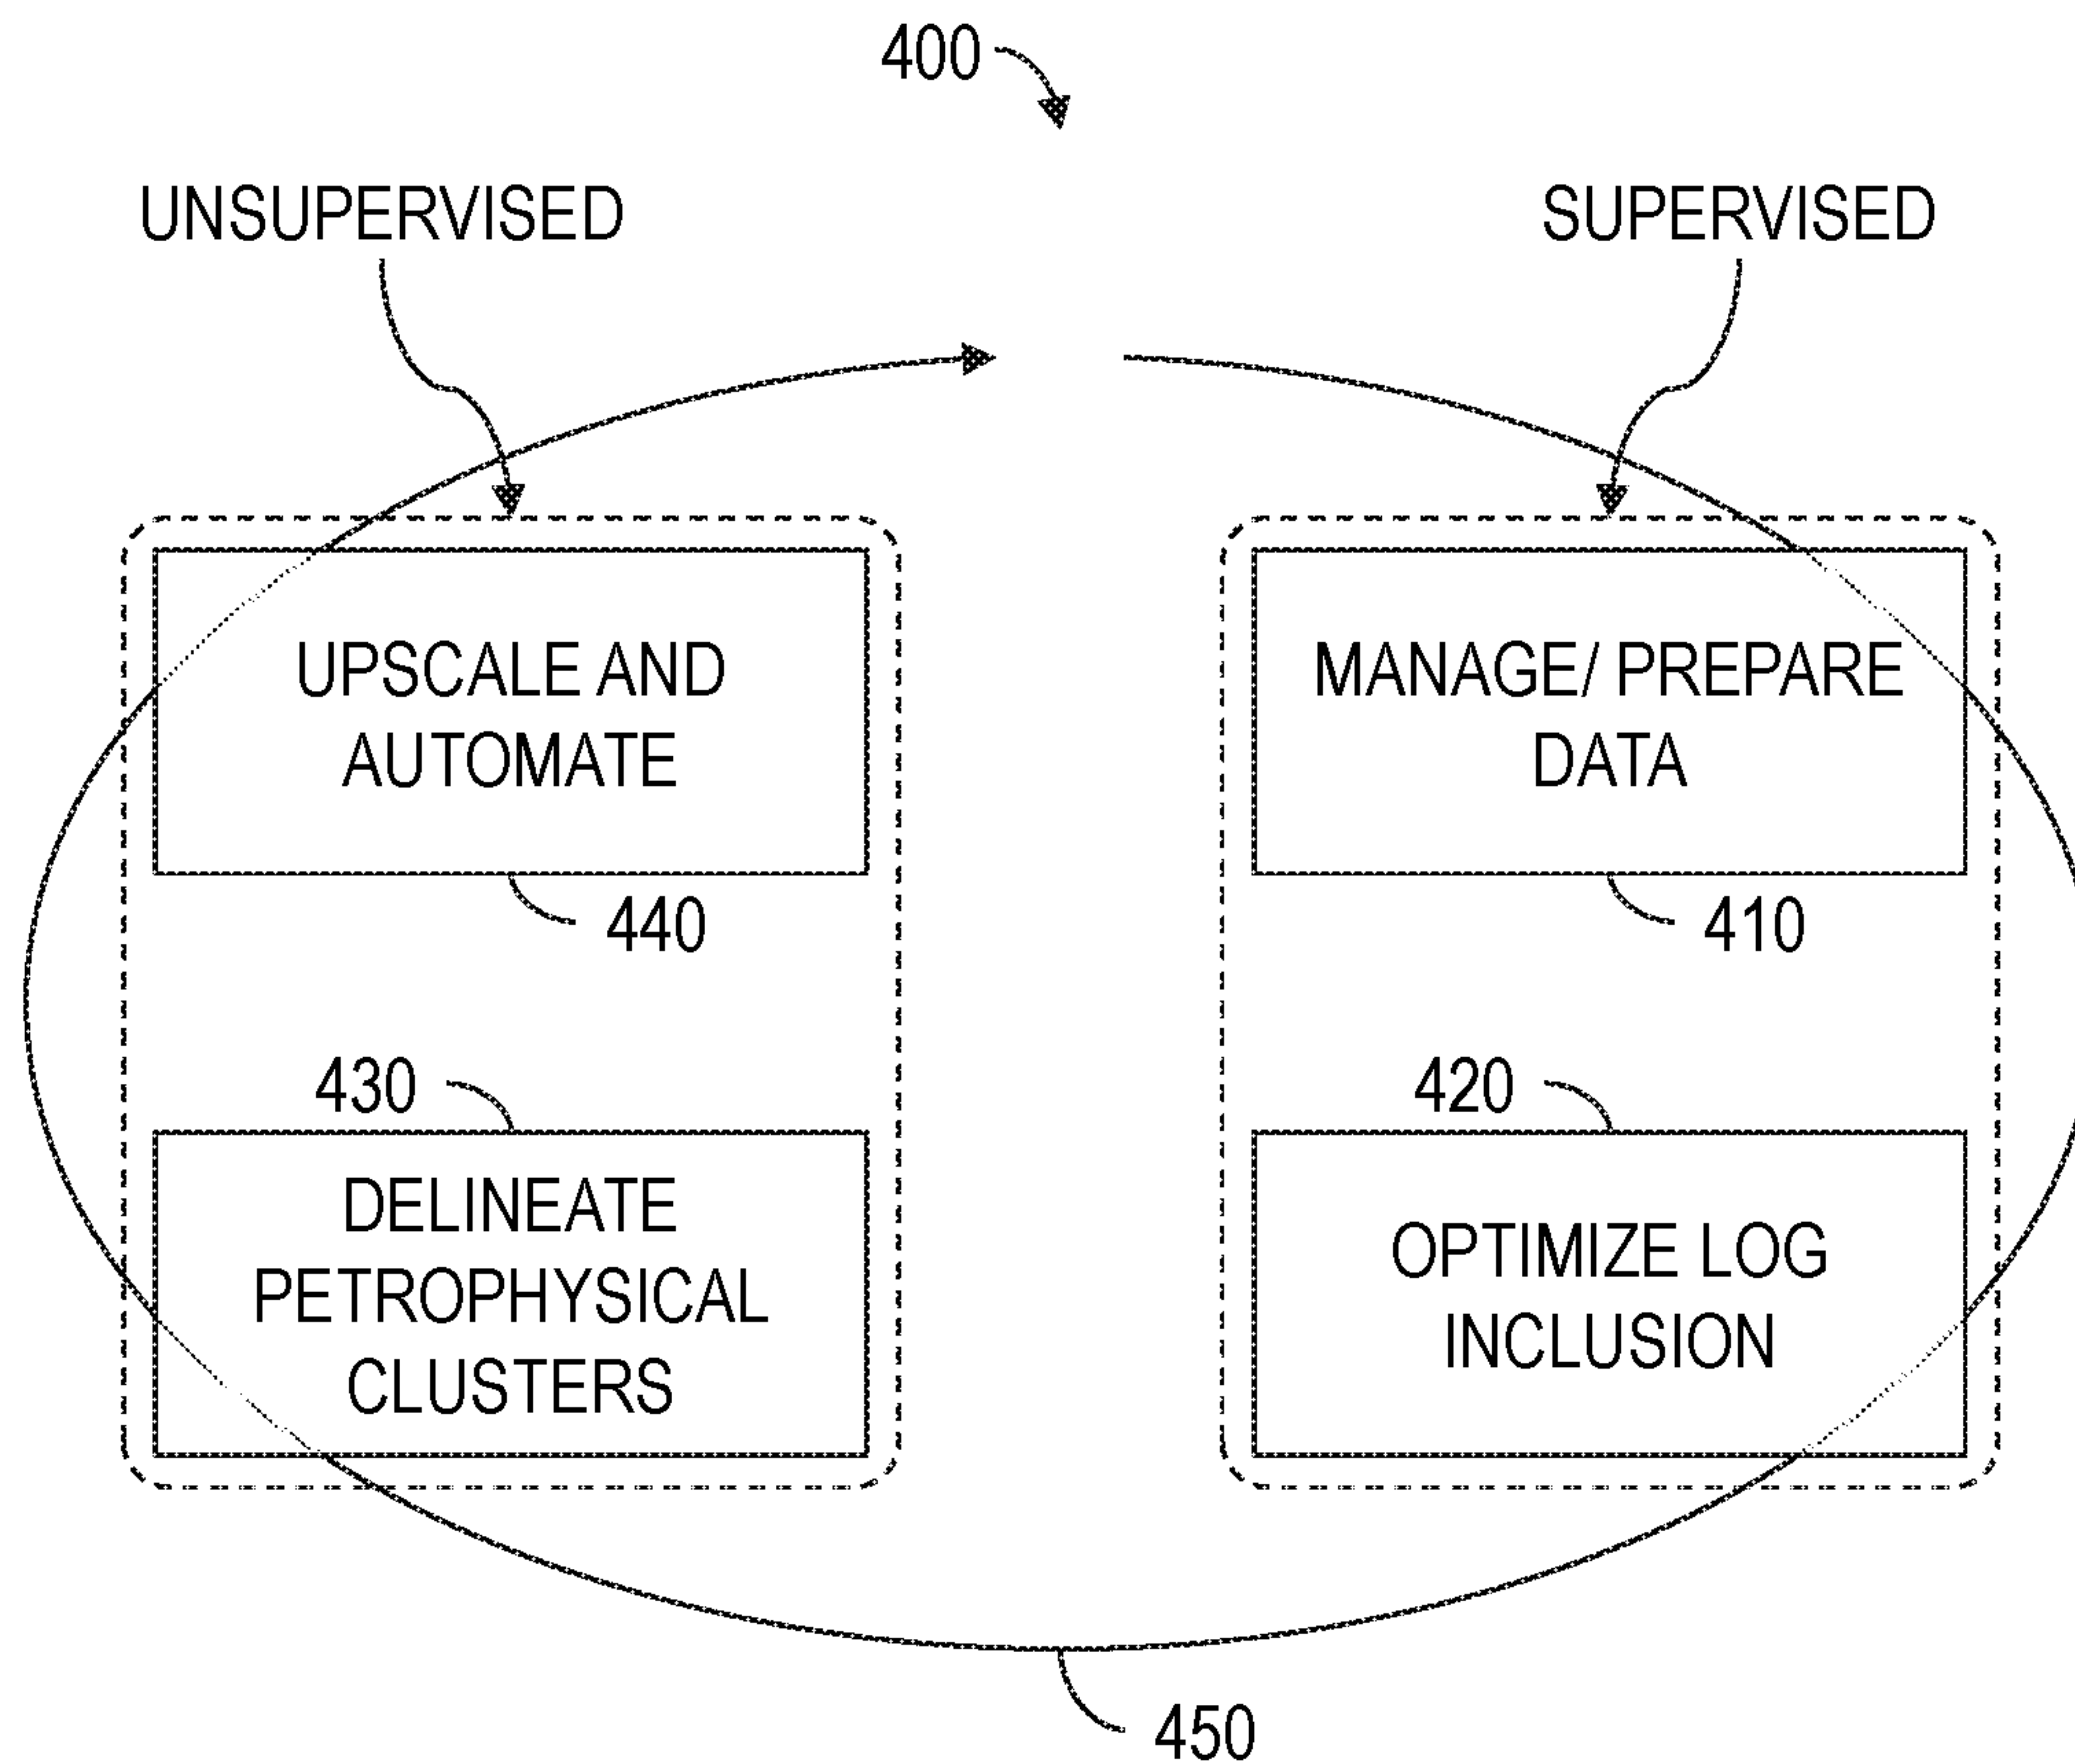 400
UNSUPERVISED
SUPERVISED
UPSCALE AND
AUTOMATE
440
MANAGE/ PREPARE
DATA
410
430
DELINEATE
PETROPHYSICAL
CLUSTERS
420
OPTIMIZE LOG
INCLUSION
450